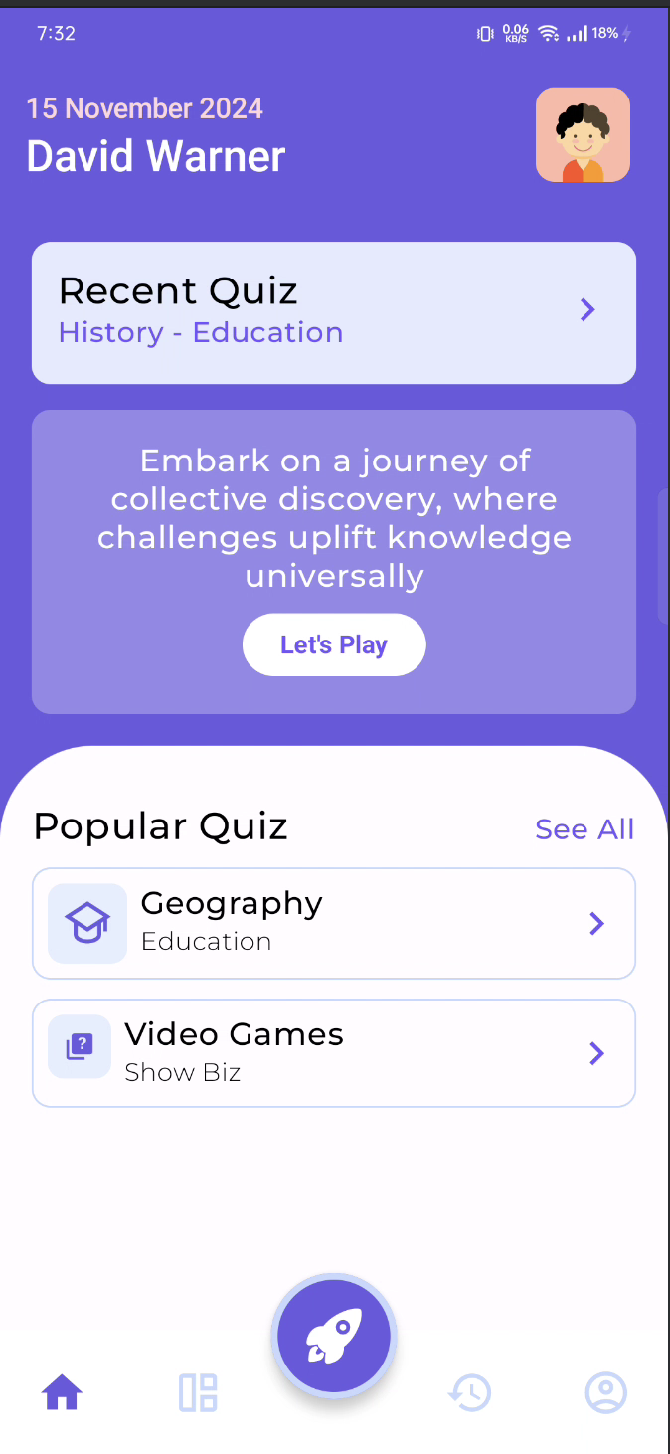 7:32
0.06
KB/S
18%
15 November 2024
David Warner
Recent Quiz
History - Education
Embark on a journey of
collective discovery, where
challenges uplift knowledge
universally
Let's Play
Popular Quiz
See All
Geography
Education
?
Video Games
Show Biz